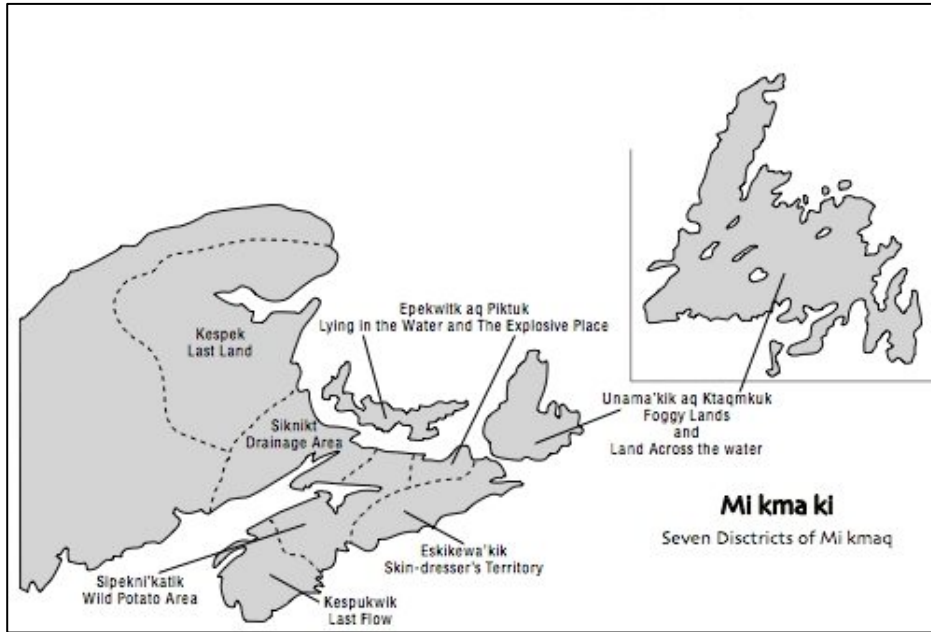 Epekwitk aq Piktuk
Lying in the Water and The Explosive Place
Kespek
Last Land
Unama'kik aq Ktaqmkuk
Foggy Lands
and
Land Across the water
Siknikt
Drainage Area
Mi kma ki
Seven Disctricts of Mi kmaq
Eskikewa'kik
Skin-dresser's Territory
Sipekni'katik
Wild Potato Area
Kespukwik
Last Flow